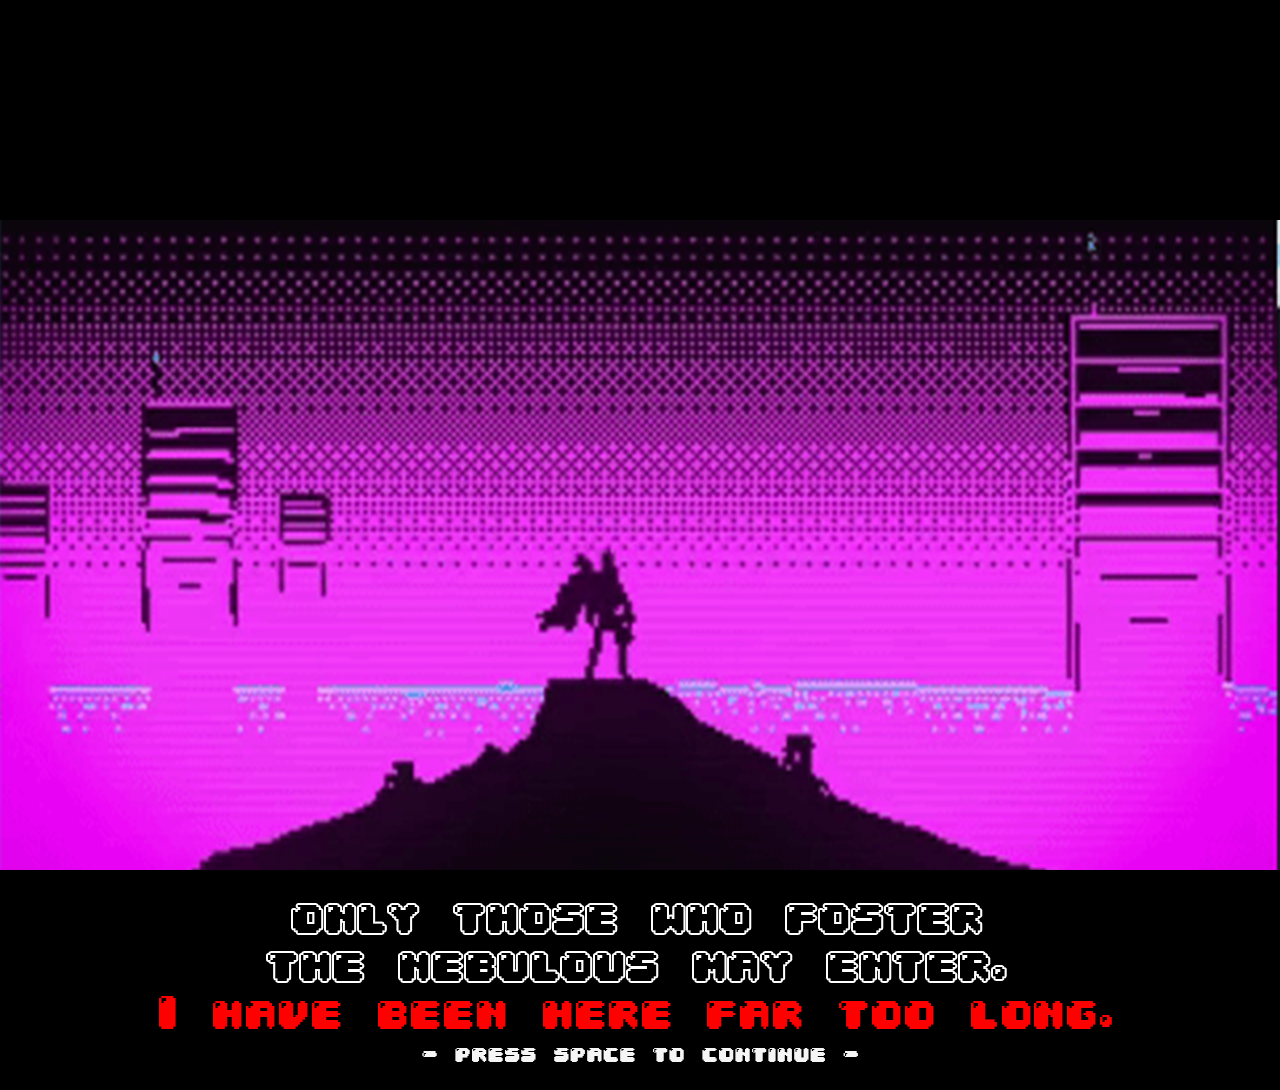 ONLY THOSE WHO FOSTER
THE NEBULOUS MAY ENTER.
I HAVE BEEN HERE FAR TOO LONG.
- PRESS SPACE TO CONTINUE -